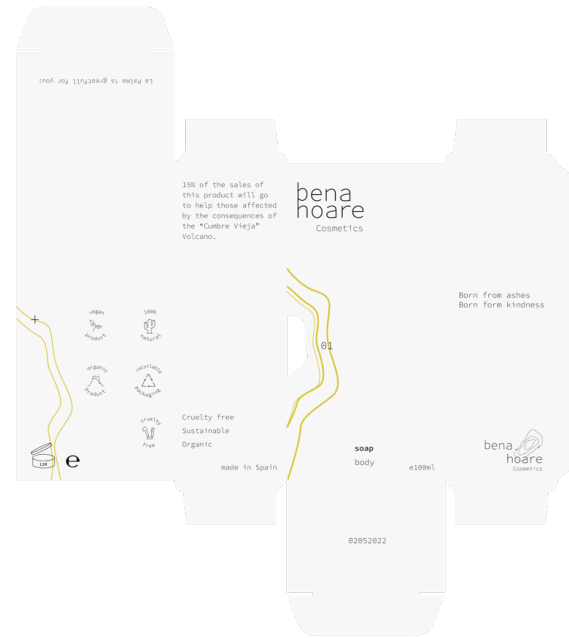 La Palma is greatfull for you!
15% of the sales of
this product will go
to help those affected
by the consequences of
the “Cumbre Vieja”
Volcano.
bena
hoare
Cosmetics
Born from ashes
Born form kindness
vegan
product
100%
natural
organic
product
recyclable
packaging
cruelty
free
12M
e
01
Cruelty free
Sustainable
Organic
made in Spain
soap
body
e100ml
bena
hoare
Cosmetics
02052022